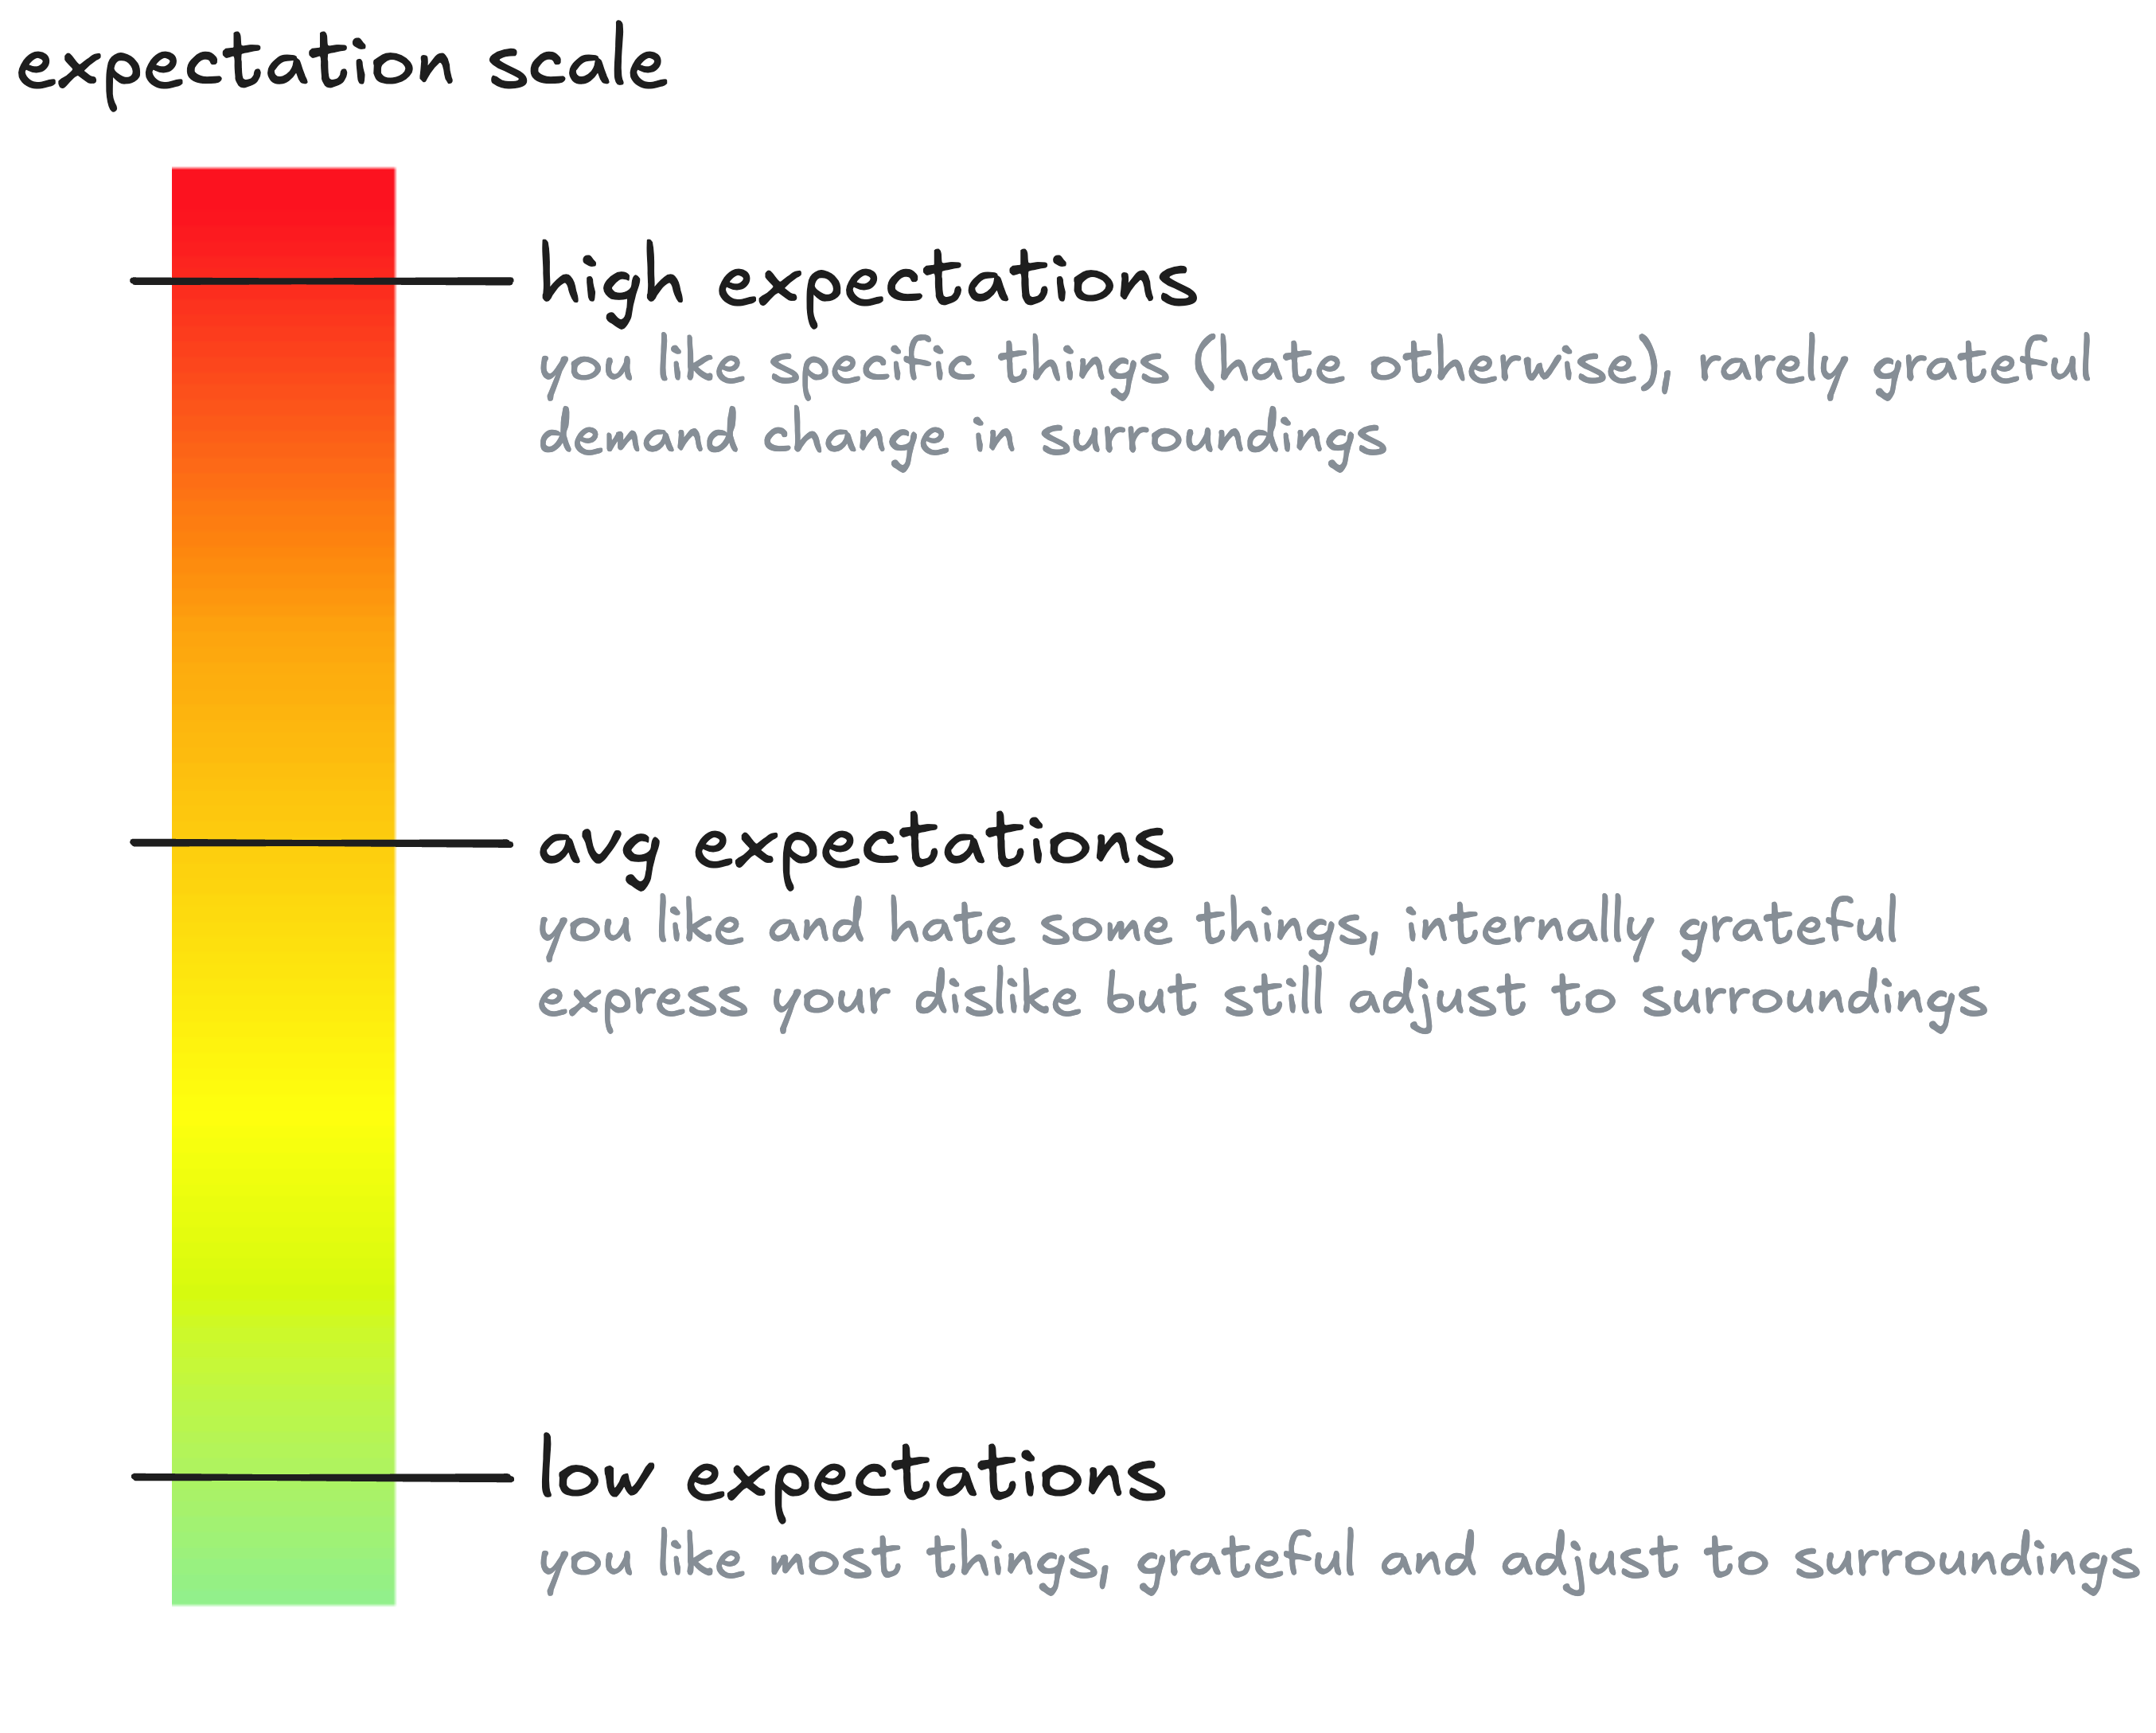 expectation scale
high expectations
you like specific things (hate otherwise), rarely grateful
demand change in surroundings
avg expectations
you like and hate some things, internally grateful
express your dislike but still adjust to surroundings
low expectations
you like most things, grateful and adjust to surroundings